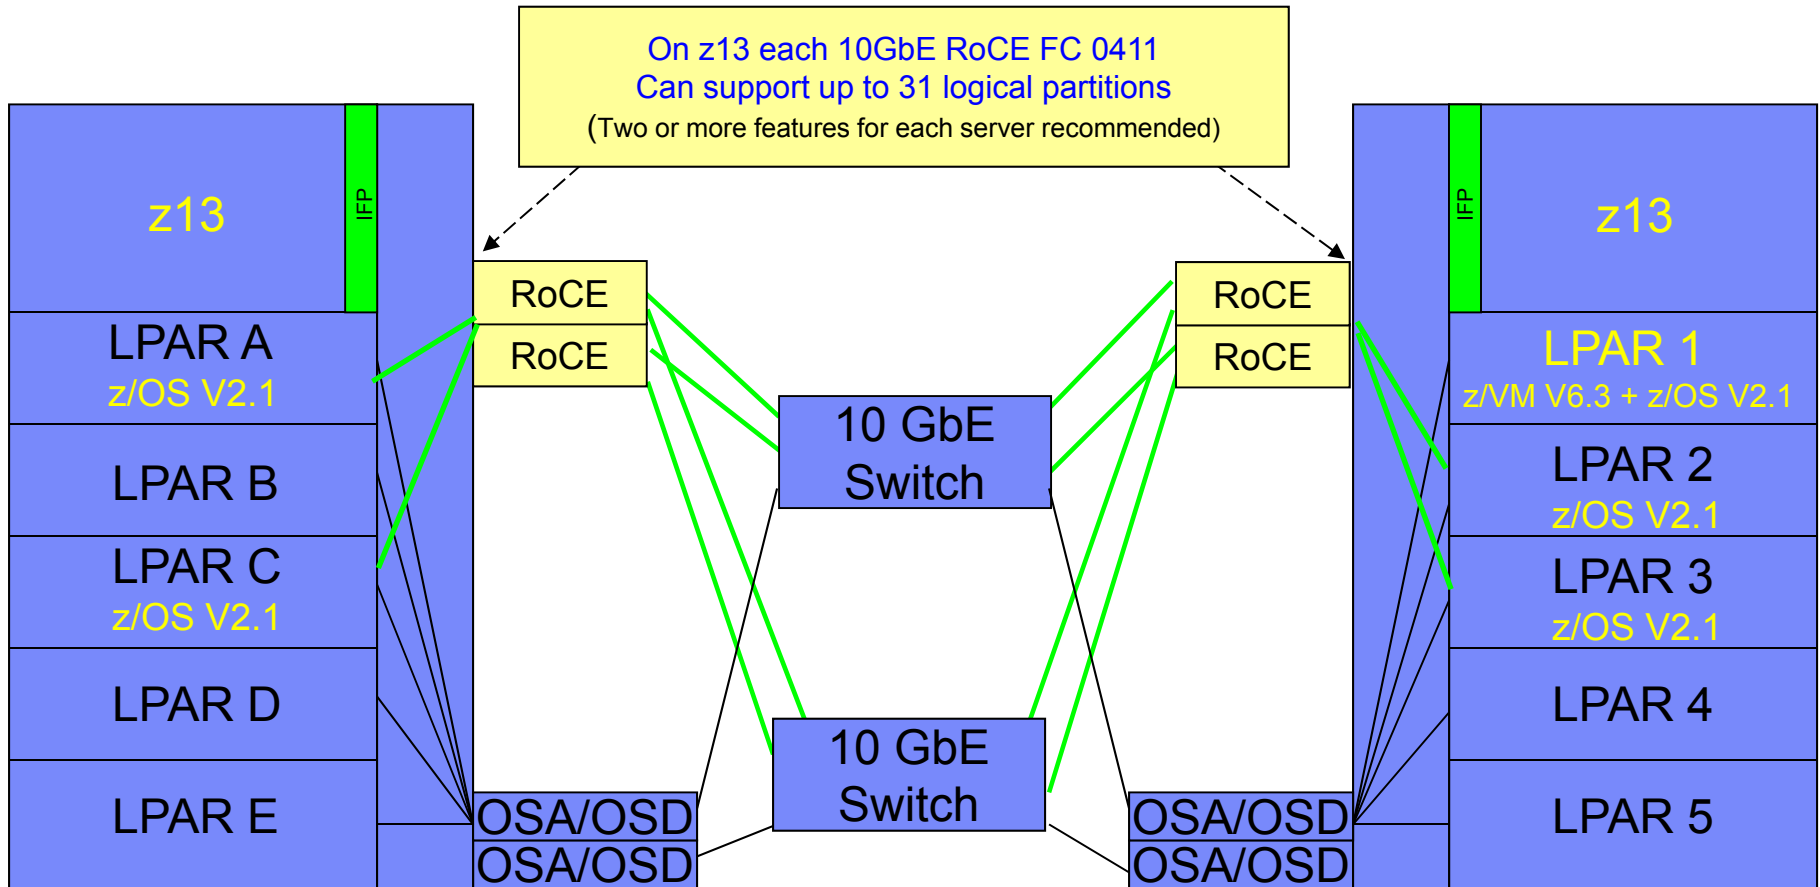 On z13 each 10GbE RoCE FC 0411
Can support up to 31 logical partitions
(Two or more features for each server recommended)
z13
IFP
LPAR A
z/OS V2.1
LPAR B
LPAR C
z/OS V2.1
LPAR D
LPAR E
RoCE
RoCE
OSA/OSD
OSA/OSD
10 GbE
Switch
10 GbE
Switch
RoCE
RoCE
OSA/OSD
OSA/OSD
IFP
z13
LPAR 1
z/VM V6.3 + z/OS V2.1
LPAR 2
z/OS V2.1
LPAR 3
z/OS V2.1
LPAR 4
LPAR 5